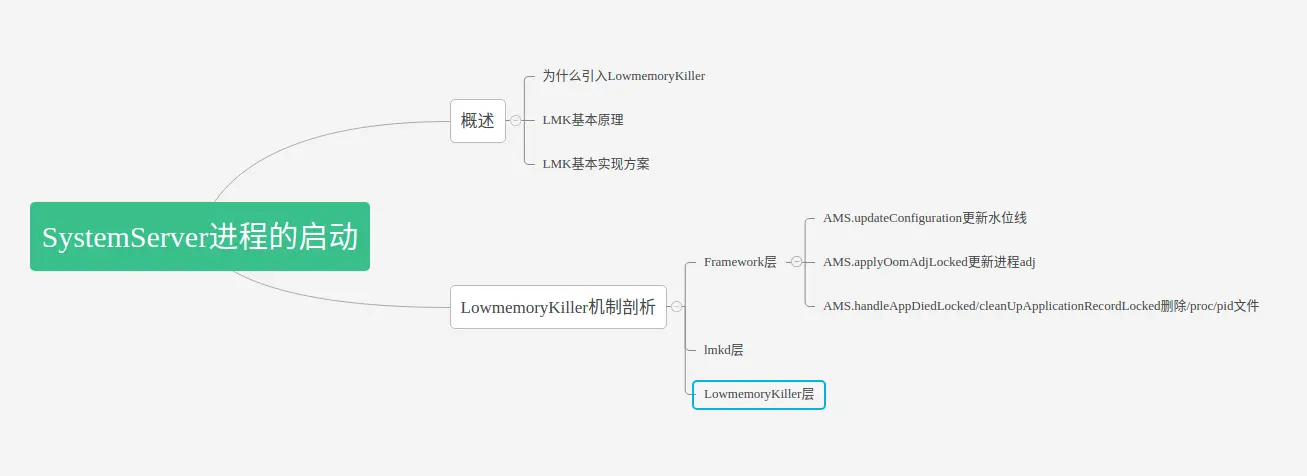 SystemServer进程的启动
概述
为什么引入LowmemoryKiller
LMK基本原理
LMK基本实现方案
LowmemoryKiller机制剖析
Framework层
AMS.updateConfiguration更新水位线
AMS.applyOomAdjLocked更新进程adj
AMS.handleAppDiedLocked/cleanUpApplicationRecordLocked删除/proc/pid文件
lmkd层
LowmemoryKiller层